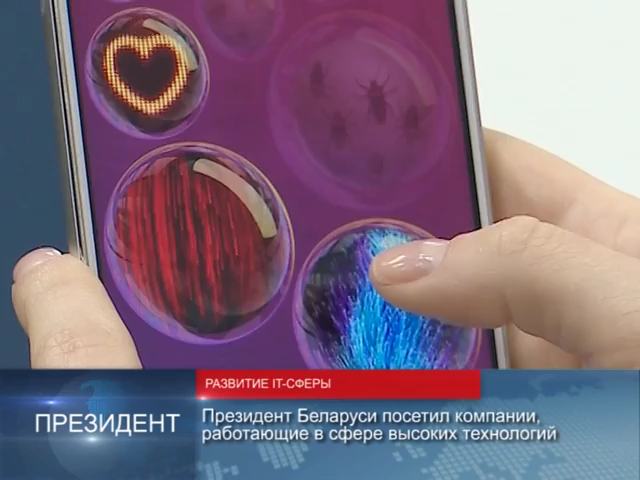 РАЗВИТИЕ IT-СФЕРЫ
ПРЕЗИДЕНТ
Президент Беларуси посетил компании,
работающие в сфере высоких технологий